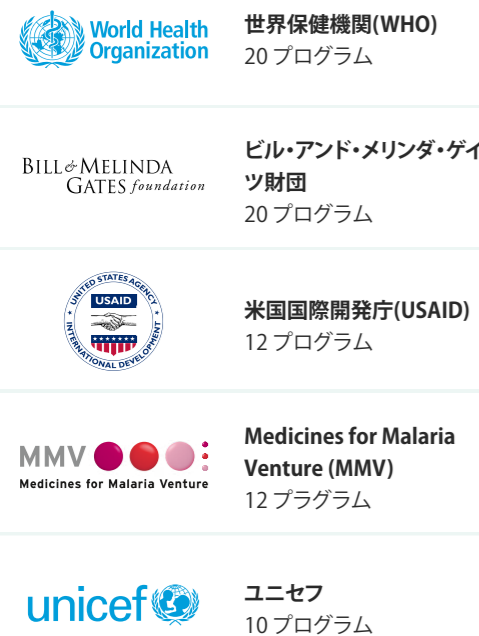 World Health
Organization
世界保健機関(WHO)
20 プログラム
BILL & MELINDA
GATES foundation
ビル・アンド・メリンダ・ゲイ
ツ財団
20 プログラム
UNITED STATES AGENCY
USAID
INTERNATIONAL DEVELOPMENT
米国国際開発庁(USAID)
12 プログラム
MMV
Medicines for Malaria Venture
Medicines for Malaria
Venture (MMV)
12 プラグラム
unicef
ユニセフ
10 プログラム